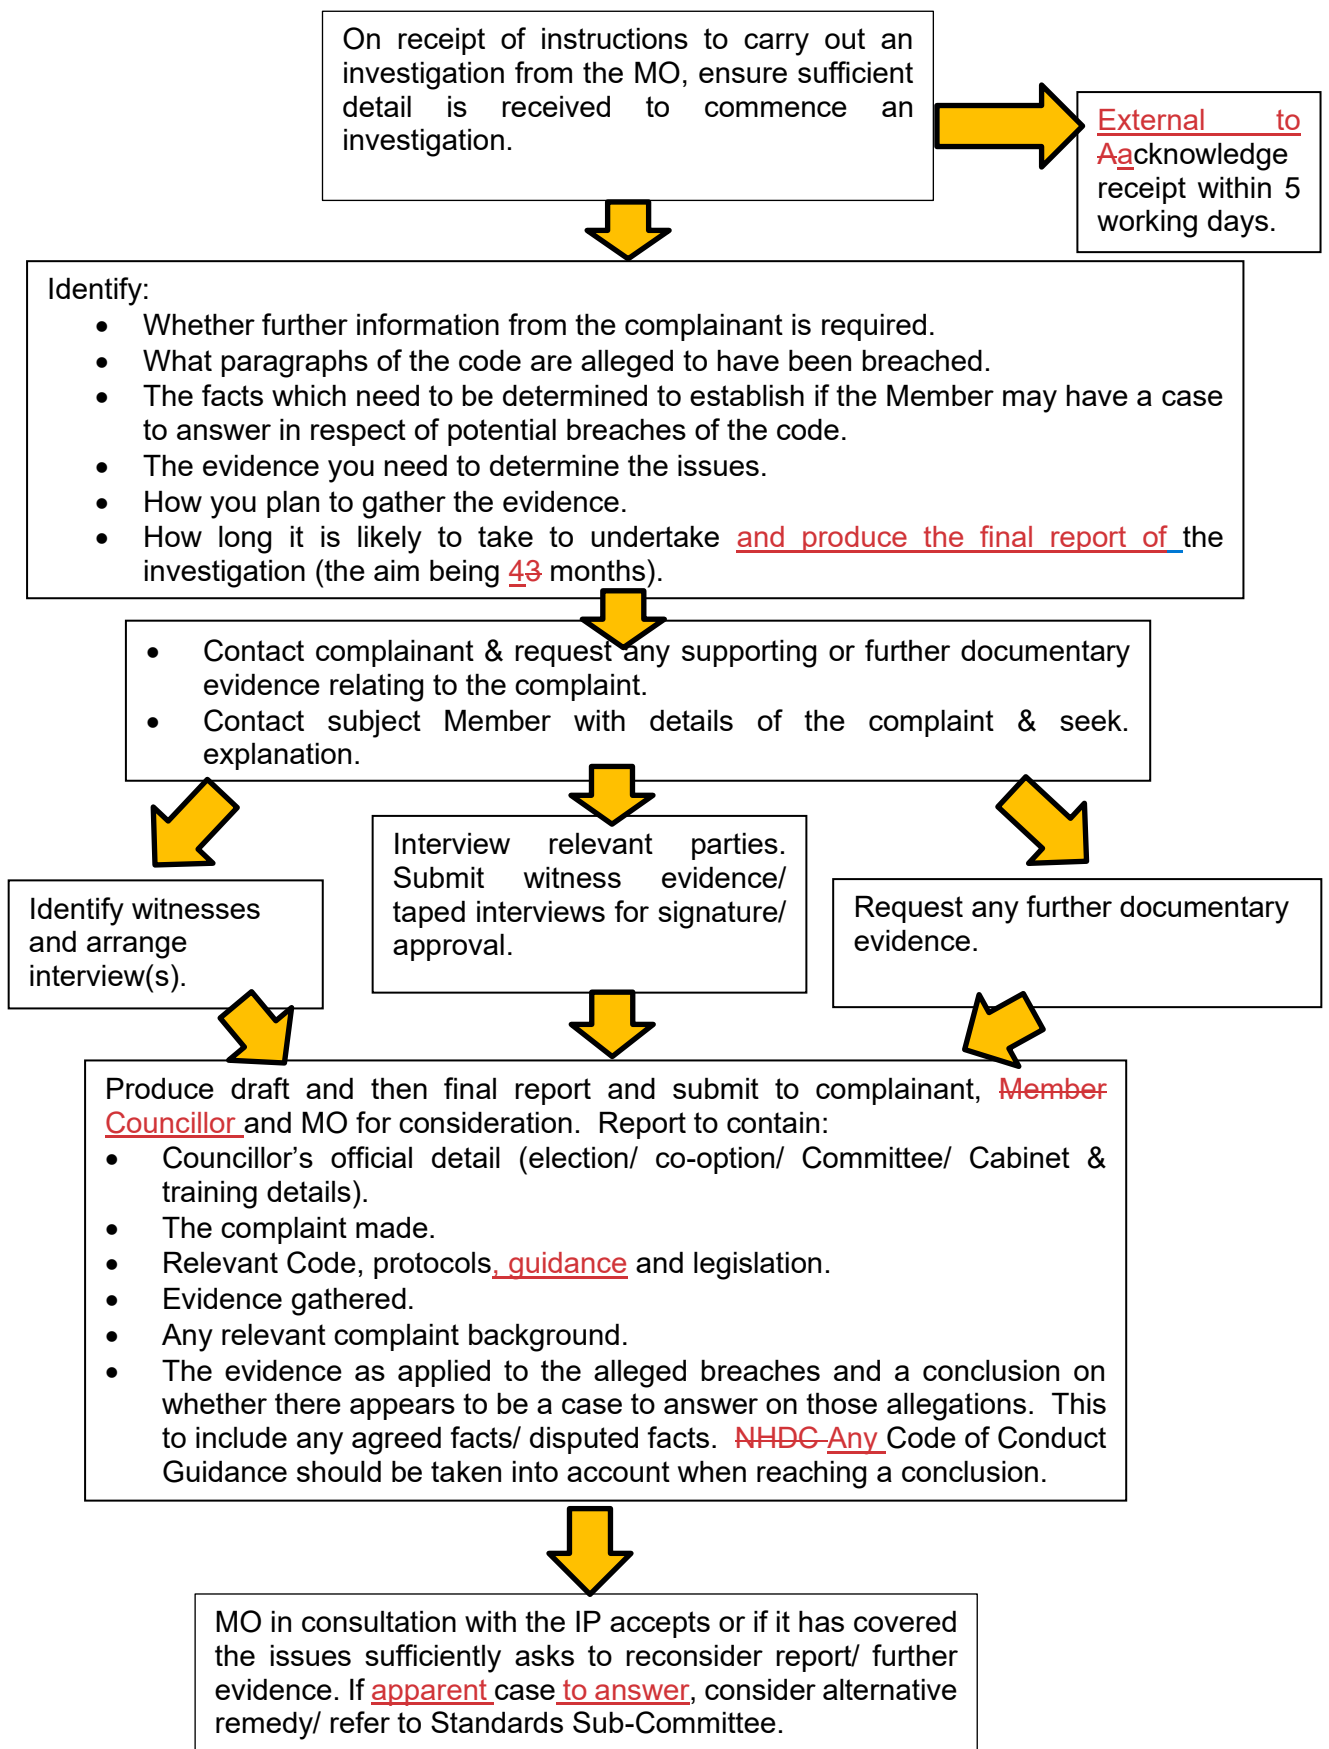 On receipt of instructions to carry out an
investigation from the MO, ensure sufficient
detail is received to commence an
investigation.
External to
Aacknowledge
receipt within 5
working days.
Identify:
• Whether further information from the complainant is required.
• What paragraphs of the code are alleged to have been breached.
• The facts which need to be determined to establish if the Member may have a case
to answer in respect of potential breaches of the code.
• The evidence you need to determine the issues.
• How you plan to gather the evidence.
• How long it is likely to take to undertake and produce the final report of the
investigation (the aim being 43 months).
• Contact complainant & request any supporting or further documentary
evidence relating to the complaint.
• Contact subject Member with details of the complaint & seek.
explanation.
Identify witnesses
and arrange
interview(s).
Interview relevant parties.
Submit witness evidence/
taped interviews for signature/
approval.
Request any further documentary
evidence.
Produce draft and then final report and submit to complainant, Member
Councillor and MO for consideration. Report to contain:
• Councillor's official detail (election/ co-option/ Committee/ Cabinet &
training details).
• The complaint made.
• Relevant Code, protocols, guidance and legislation.
• Evidence gathered.
• Any relevant complaint background.
• The evidence as applied to the alleged breaches and a conclusion on
whether there appears to be a case to answer on those allegations. This
to include any agreed facts/ disputed facts. NHDC Any Code of Conduct
Guidance should be taken into account when reaching a conclusion.
MO in consultation with the IP accepts or if it has covered
the issues sufficiently asks to reconsider report/ further
evidence. If apparent case to answer, consider alternative
remedy/ refer to Standards Sub-Committee.